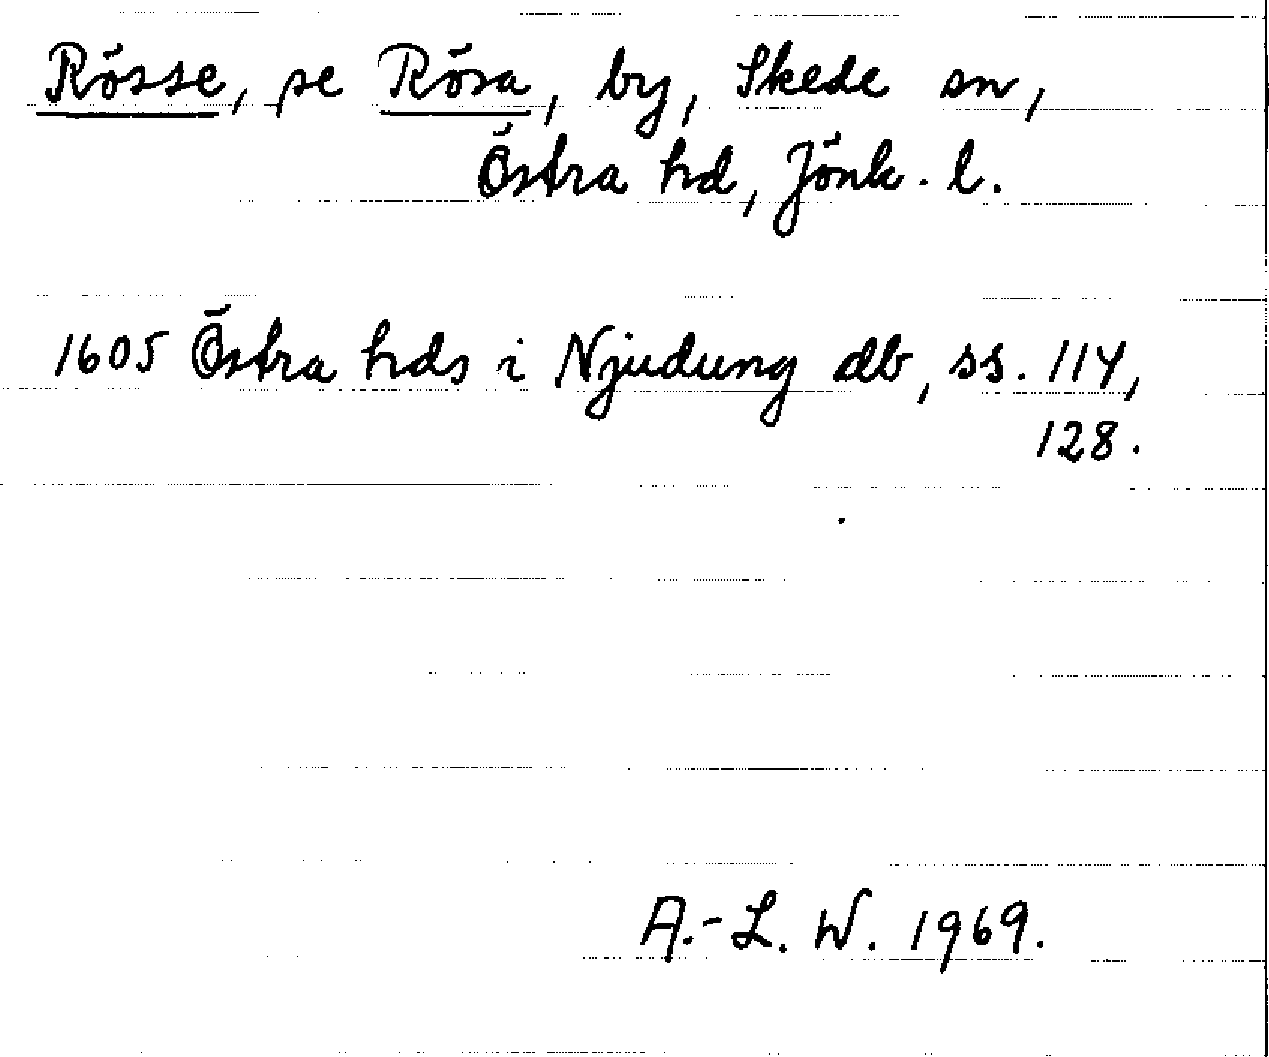 Rösse, se Rösa, by, Skede sn,
Östra hd, Jönk. l.
1605 Östra hds i Njudung db, ss. 114,
128.
A.-L. W. 1969.